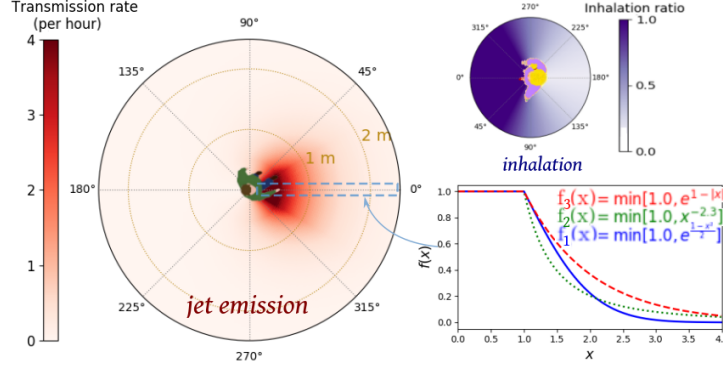 Transmission rate
(per hour)
4
3
2
1
0
90°
135°
45°
180°
0°
225°
315°
270°
2 m
1 m
jet emission
270°
315°
225°
0°
180°
45°
135°
90°
inhalation
Inhalation ratio
1.0
0.5
0.0
f₃(x)= min[1.0, e^{1-|x|}
f₂(x)= min[1.0, x^{-2.3}]
f₁(x)= min[1.0, e^{\frac{1-x²}{2}}]
f(x)
1.0
0.8
0.6
0.4
0.2
0.0
0.0 0.5 1.0 1.5 2.0 2.5 3.0 3.5 4.
x